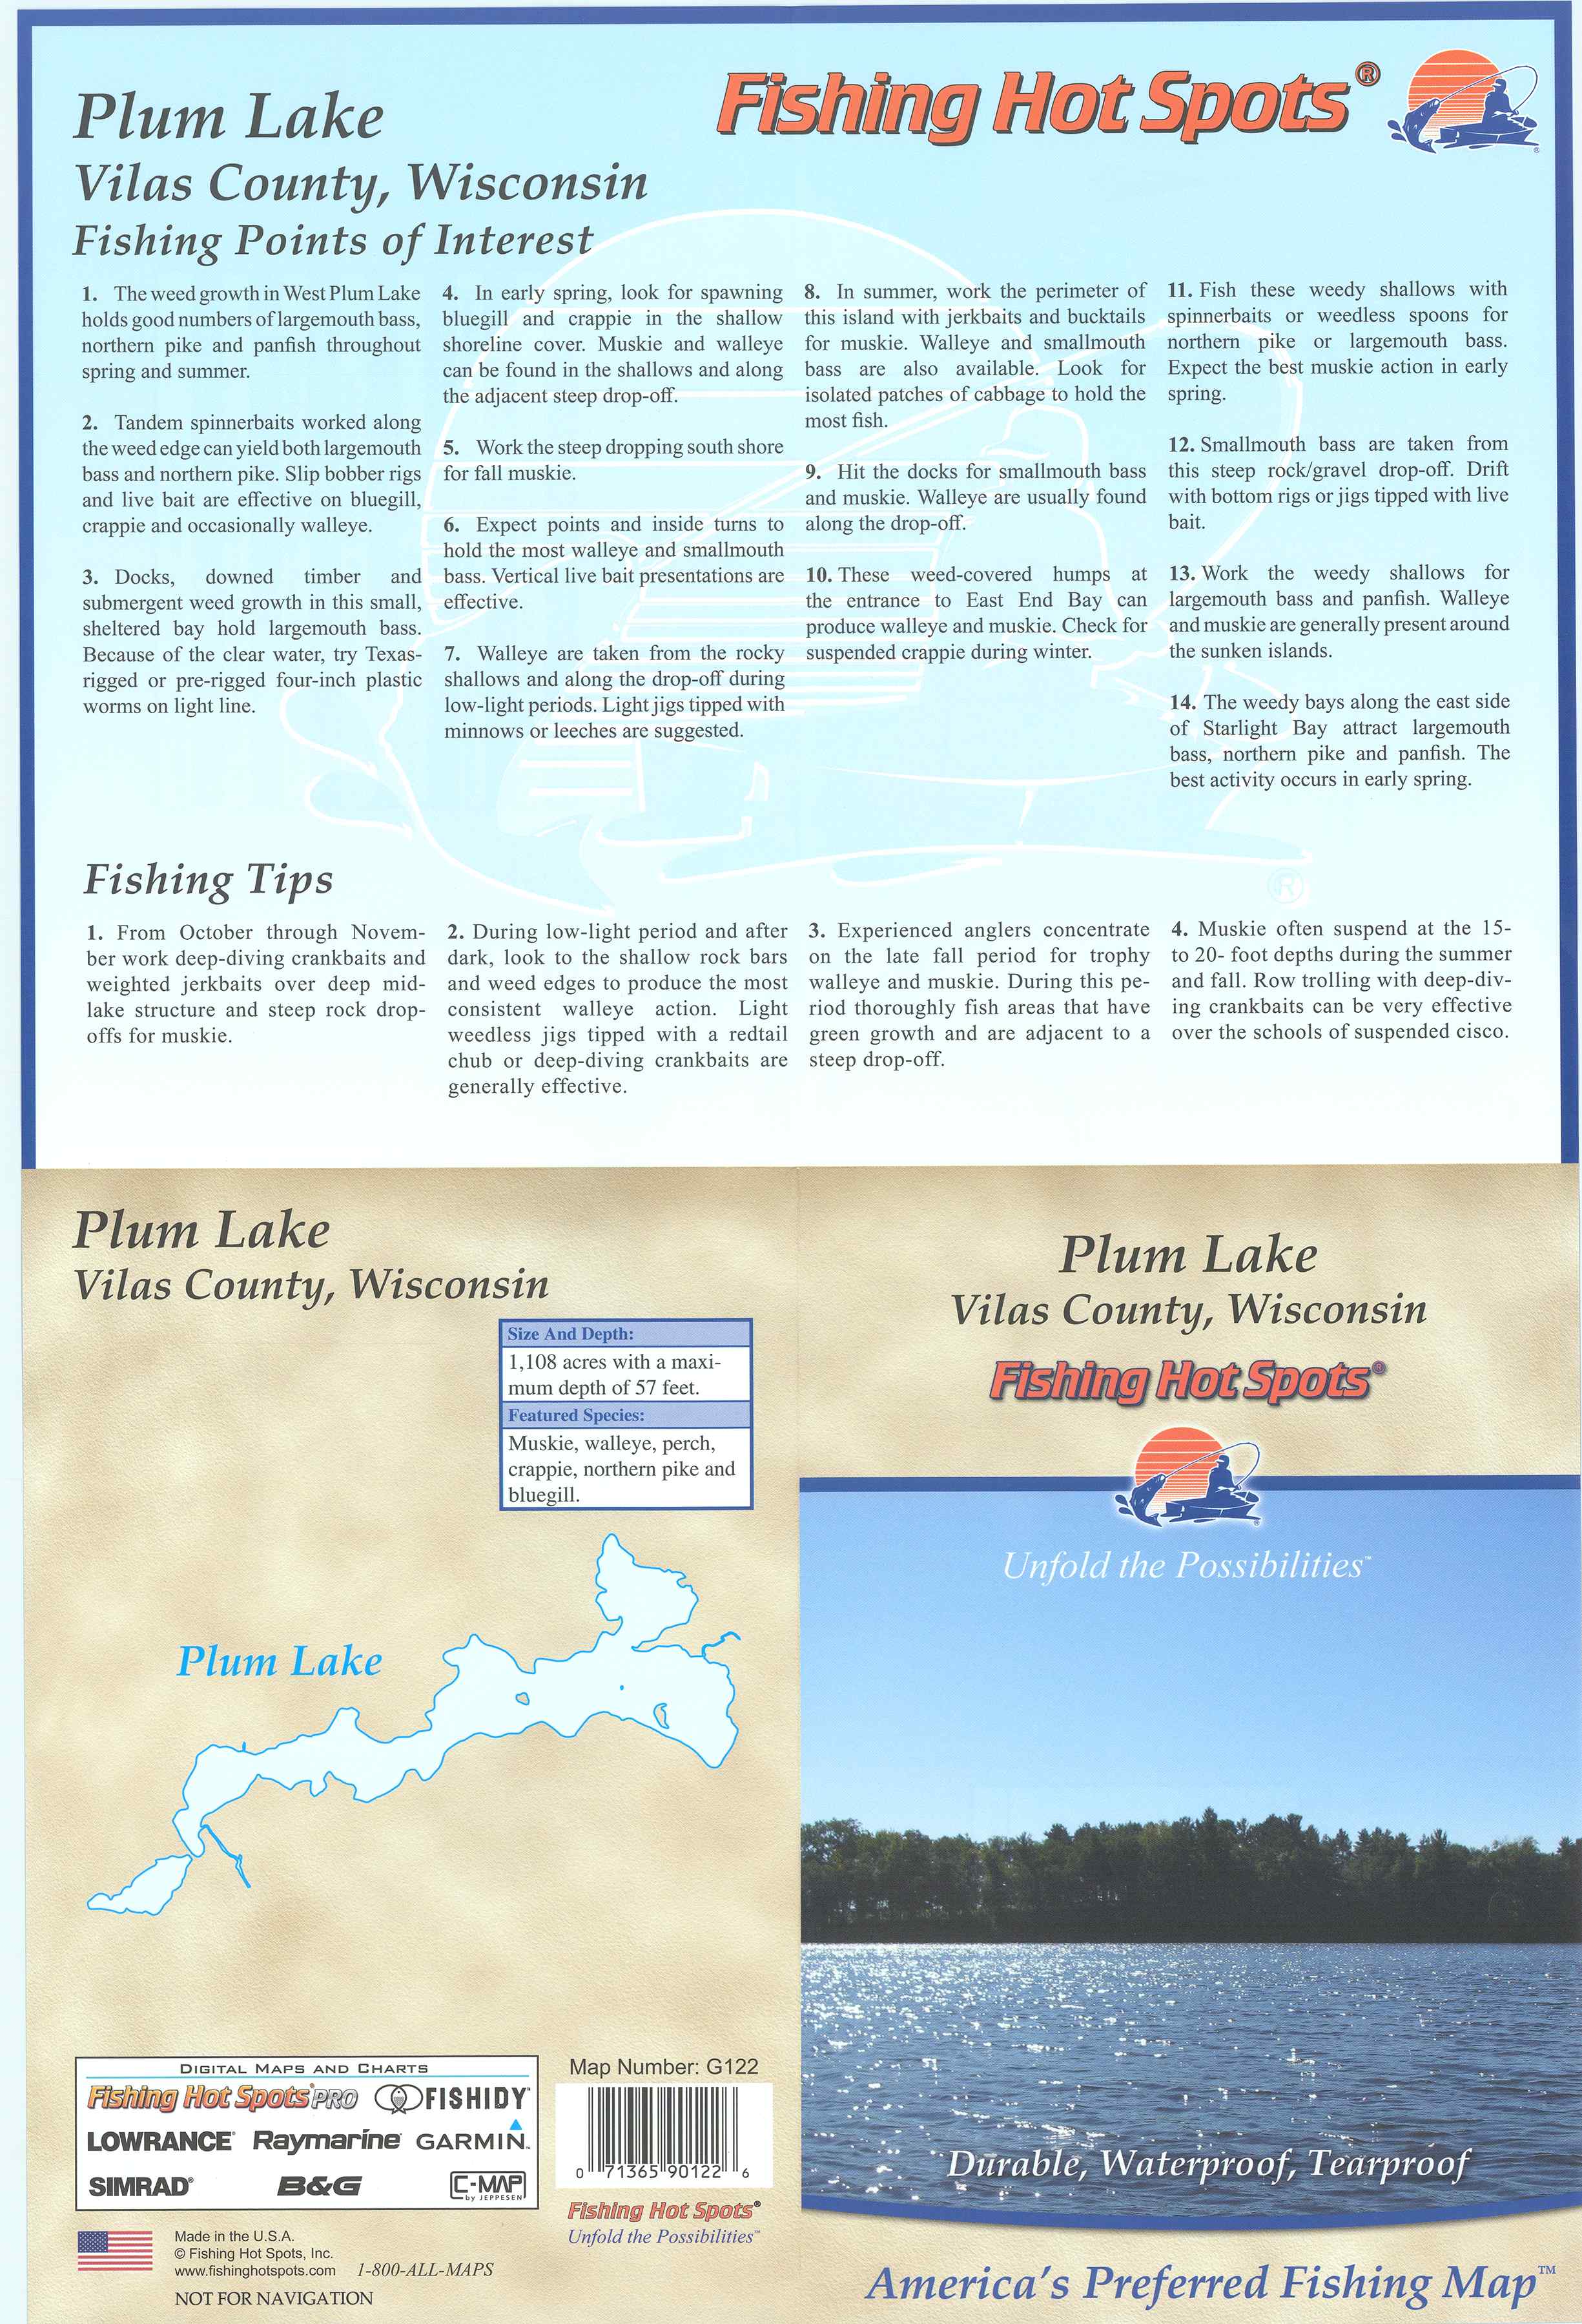 Plum Lake
Vilas County, Wisconsin
Fishing Points of Interest
Fishing Hot Spots®
1. The weed growth in West Plum Lake
holds good numbers of largemouth bass,
northern pike and panfish throughout
spring and summer.
2. Tandem spinnerbaits worked along
the weed edge can yield both largemouth
bass and northern pike. Slip bobber rigs
and live bait are effective on bluegill,
crappie and occasionally walleye.
3. Docks, downed timber and
submergent weed growth in this small,
sheltered bay hold largemouth bass.
Because of the clear water, try Texas-
rigged or pre-rigged four-inch plastic
worms on light line.
4. In early spring, look for spawning
bluegill and crappie in the shallow
shoreline cover. Muskie and walleye
can be found in the shallows and along
the adjacent steep drop-off.
5. Work the steep dropping south shore
for fall muskie.
6. Expect points and inside turns to
hold the most walleye and smallmouth
bass. Vertical live bait presentations are
effective.
7. Walleye are taken from the rocky
shallows and along the drop-off during
low-light periods. Light jigs tipped with
minnows or leeches are suggested.
8. In summer, work the perimeter of
this island with jerkbaits and bucktails
for muskie. Walleye and smallmouth
bass are also available. Look for
isolated patches of cabbage to hold the
most fish.
9. Hit the docks for smallmouth bass
and muskie. Walleye are usually found
along the drop-off.
10. These weed-covered humps at
the entrance to East End Bay can
produce walleye and muskie. Check for
suspended crappie during winter.
11. Fish these weedy shallows with
spinnerbaits or weedless spoons for
northern pike or largemouth bass.
Expect the best muskie action in early
spring.
12. Smallmouth bass are taken from
this steep rock/gravel drop-off. Drift
with bottom rigs or jigs tipped with live
bait.
13. Work the weedy shallows for
largemouth bass and panfish. Walleye
and muskie are generally present around
the sunken islands.
14. The weedy bays along the east side
of Starlight Bay attract largemouth
bass, northern pike and panfish. The
best activity occurs in early spring.
®
Fishing Tips
1. From October through Novem-
ber work deep-diving crankbaits and
weighted jerkbaits over deep mid-
lake structure and steep rock drop-
offs for muskie.
2. During low-light period and after
dark, look to the shallow rock bars
and weed edges to produce the most
consistent walleye action. Light
weedless jigs tipped with a redtail
chub or deep-diving crankbaits are
generally effective.
3. Experienced anglers concentrate
on the late fall period for trophy
walleye and muskie. During this pe-
riod thoroughly fish areas that have
green growth and are adjacent to a
steep drop-off.
4. Muskie often suspend at the 15-
to 20- foot depths during the summer
and fall. Row trolling with deep-div-
ing crankbaits can be very effective
over the schools of suspended cisco.
Plum Lake
Vilas County, Wisconsin
Size And Depth:
1,108 acres with a maxi-
mum depth of 57 feet.
Featured Species:
Muskie, walleye, perch,
crappie, northern pike and
bluegill.
Plum Lake
DIGITAL MAPS AND CHARTS
Fishing Hot Spots® PRO FISHIDY™
LOWRANCE® Raymarine® GARMIN™
SIMRAD® B&G C-MAP
by JEPPESEN
Made in the U.S.A.
© Fishing Hot Spots, Inc.
www.fishinghotspots.com 1-800-ALL-MAPS
NOT FOR NAVIGATION
Map Number: G122
0 71365 90122 6
Fishing Hot Spots®
Unfold the Possibilities™
Plum Lake
Vilas County, Wisconsin
Fishing Hot Spots®
Unfold the Possibilities™
Durable, Waterproof, Tearproof
America's Preferred Fishing Map™